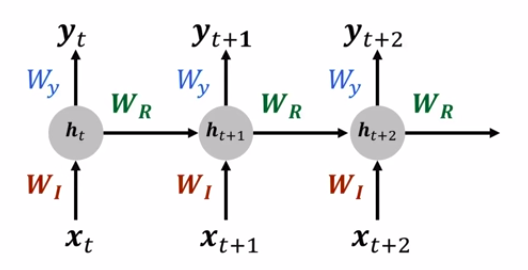 y_t y_{t+1} y_{t+2}
W_y W_y W_y
W_R W_R W_R
h_t h_{t+1} h_{t+2}
W_I W_I W_I
x_t x_{t+1} x_{t+2}